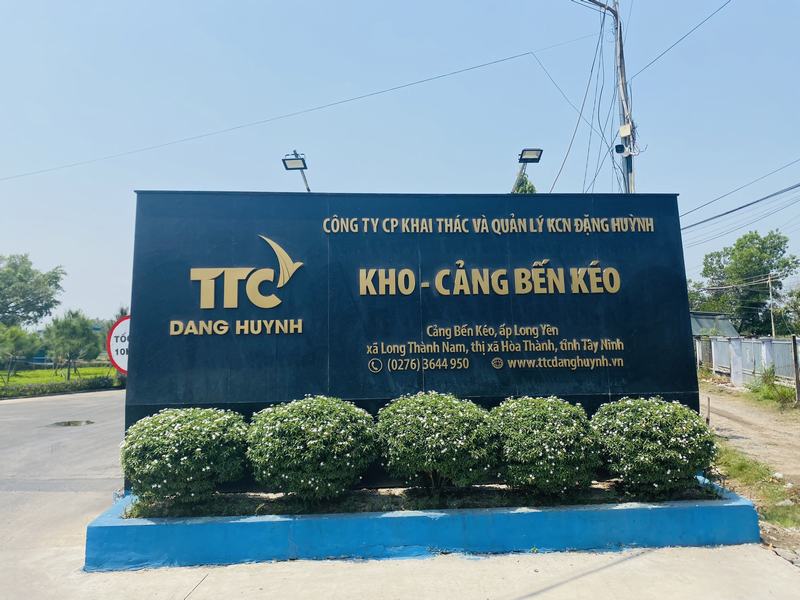 CÔNG TY CP KHAI THÁC VÀ QUẢN LÝ KCN ĐẶNG HUỲNH
TTC
DANG HUYNH
KHO - CẢNG BẾN KÉO
Cảng Bến Kéo, ấp Long Yên
xã Long Thành Nam, thị xã Hòa Thành, tỉnh Tây Ninh
(0276) 3644 950 www.ttcdanghuynh.vn
TỐC